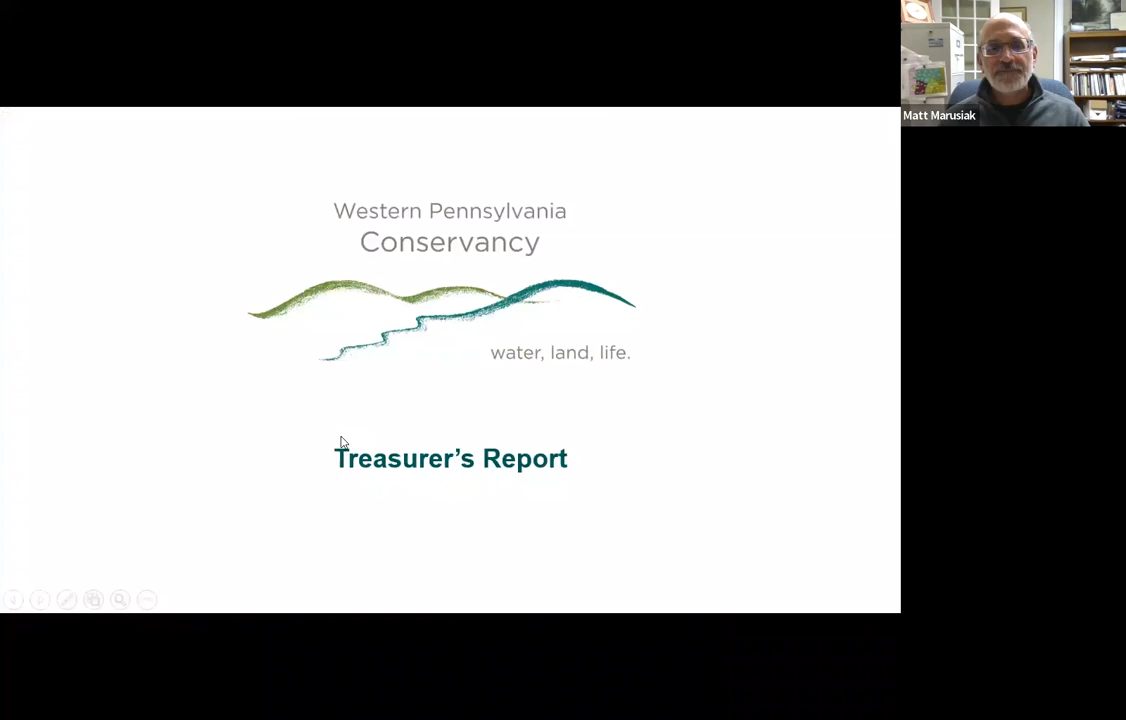 Matt Marusiak
Western Pennsylvania
Conservancy
water, land, life.
Treasurer's Report